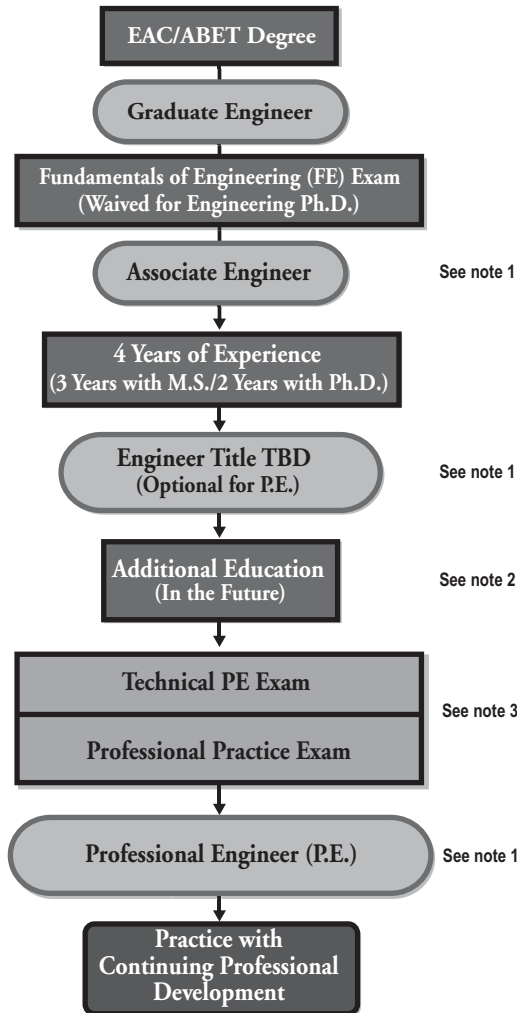 EAC/ABET Degree
Graduate Engineer
Fundamentals of Engineering (FE) Exam
(Waived for Engineering Ph.D.)
Associate Engineer
See note 1
4 Years of Experience
(3 Years with M.S./2 Years with Ph.D.)
Engineer Title TBD
(Optional for P.E.)
See note 1
Additional Education
(In the Future)
See note 2
Technical PE Exam
See note 3
Professional Practice Exam
Professional Engineer (P.E.)
See note 1
Practice with
Continuing Professional
Development